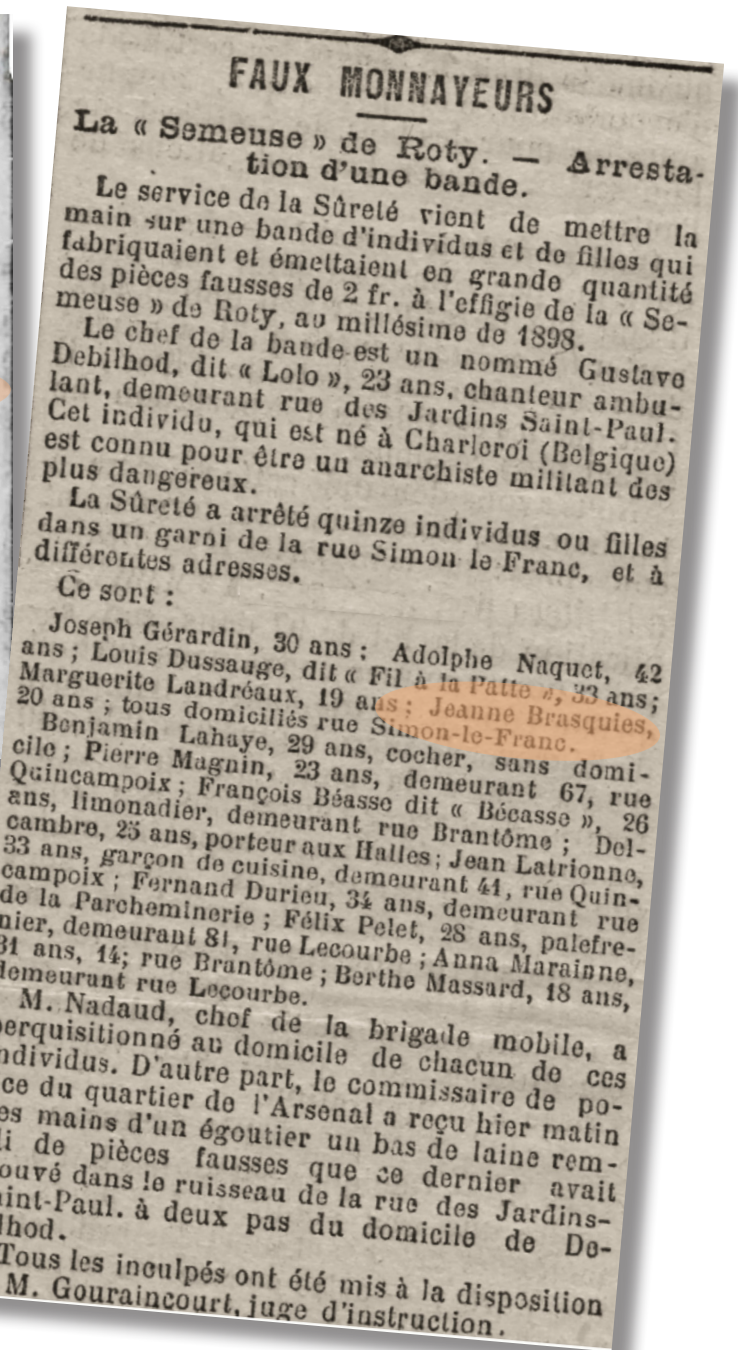 FAUX MONNAYEURS
La « Semeuse » de Roty. — Arresta-
tion d'une bande.
Le service de la Sûreté vient de mettre la
main sur une bande d'individus et de filles qui
fabriquaient et émettaient en grande quantité
des pièces fausses de 2 fr. à l'effigie de la « Se-
meuse » de Roty, au millésime de 1898.
Le chef de la bande est un nommé Gustave
Debilhod, dit « Lolo », 23 ans, chanteur ambu-
lant, demeurant rue des Jardins Saint-Paul.
Cet individu, qui est né à Charleroi (Belgique)
est connu pour être un anarchiste militant des
plus dangereux.
La Sûreté a arrêté quinze individus ou filles
dans un garni de la rue Simon le Franc, et à
différentes adresses.
Ce sont :
Joseph Gérardin, 30 ans ; Adolphe Naquet, 42
ans ; Louis Dussauge, dit « Fil à la Patte », 33 ans ;
Marguerite Landréaux, 19 ans ; Jeanne Brasquies,
20 ans ; tous domiciliés rue Simon-le-Franc.
Benjamin Lahaye, 29 ans, cocher, sans domi-
cile ; Pierre Magnin, 23 ans, demeurant 67, rue
Quincampoix ; François Béasse dit « Bécasse », 26
ans, limonadier, demeurant rue Brantôme ; Del-
cambre, 25 ans, porteur aux Halles ; Jean Latrionne,
33 ans, garçon de cuisine, demeurant 41, rue Quin-
campoix ; Fernand Durieu, 34 ans, demeurant rue
de la Parcheminerie ; Félix Pelet, 28 ans, palefre-
nier, demeurant 81, rue Lecourbe ; Anna Marainne,
31 ans, 14; rue Brantôme ; Berthe Massard, 18 ans,
demeurant rue Lecourbe.
M. Nadaud, chef de la brigade mobile, a
perquisitionné au domicile de chacun de ces
ndividus. D'autre part, le commissaire de po-
ce du quartier de l'Arsenal a reçu hier matin
es mains d'un égoutier un bas de laine rem-
li de pièces fausses que ce dernier avait
ouvé dans le ruisseau de la rue des Jardins-
aint-Paul. à deux pas du domicile de De-
lhod.
Tous les inculpés ont été mis à la disposition
M. Gouraincourt, juge d'instruction.